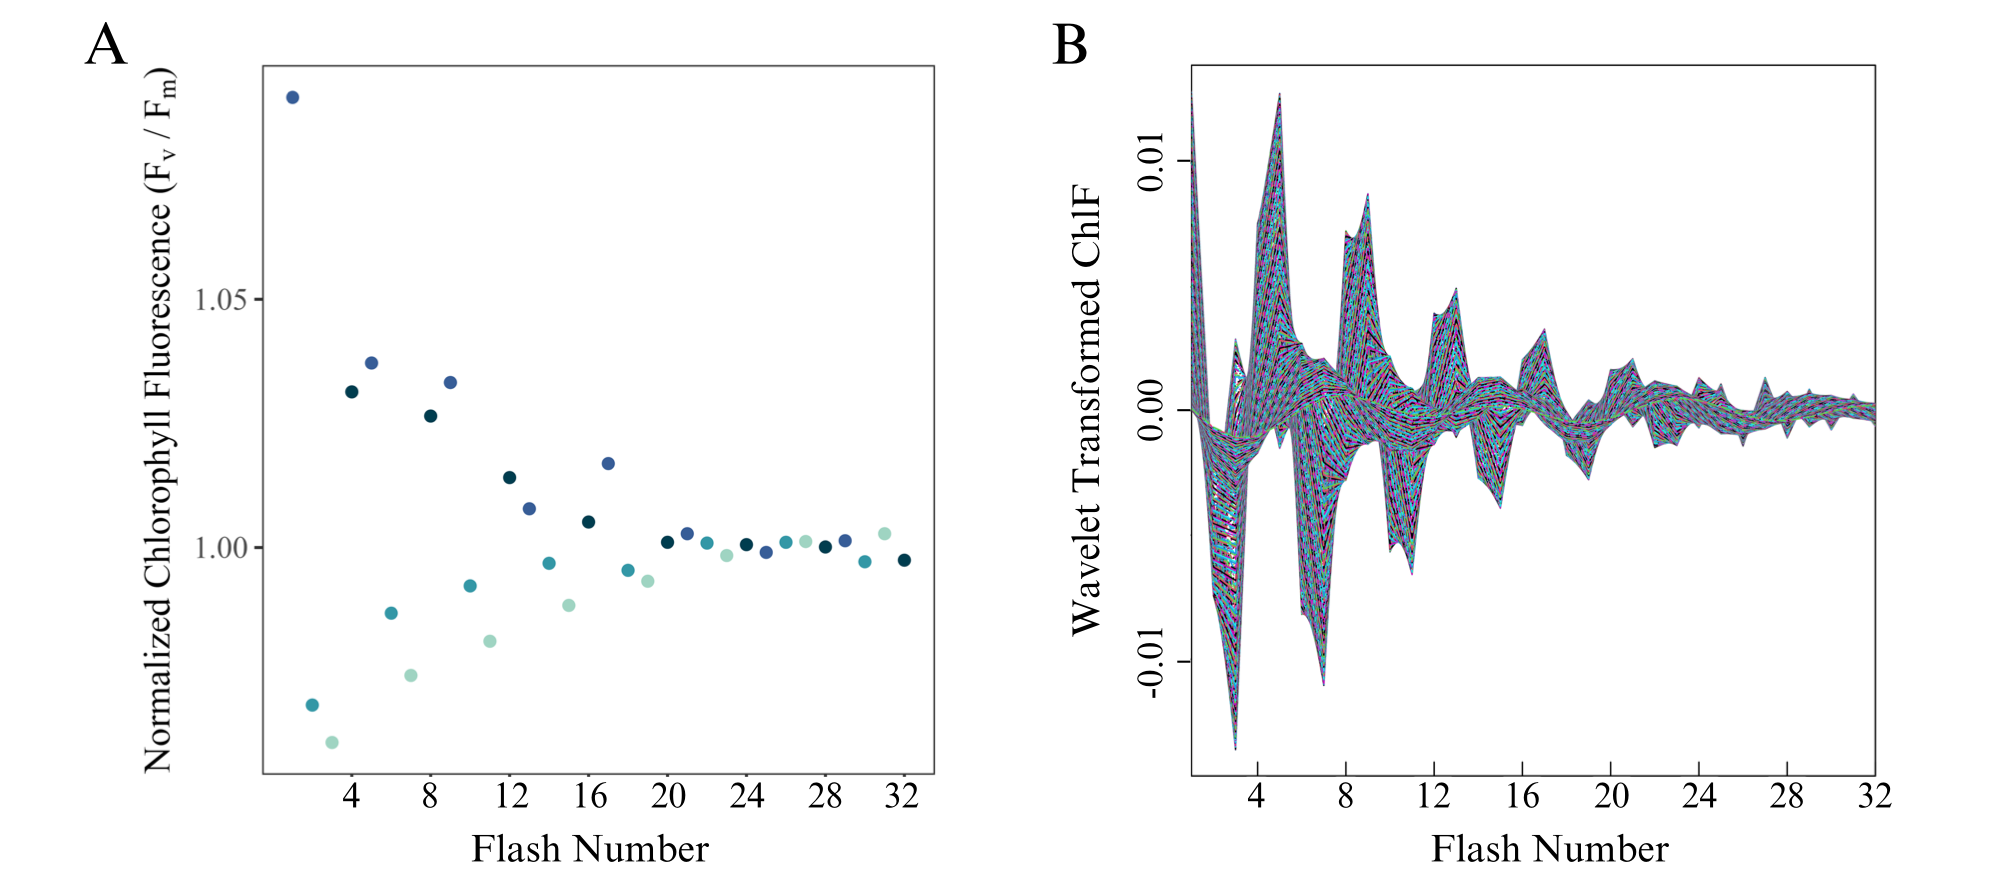 A
Normalized Chlorophyll Fluorescence (Fv / Fm)
1.05
1.00
4 8 12 16 20 24 28 32
Flash Number
B
Wavelet Transformed ChlF
0.01
0.00
-0.01
4 8 12 16 20 24 28 32
Flash Number